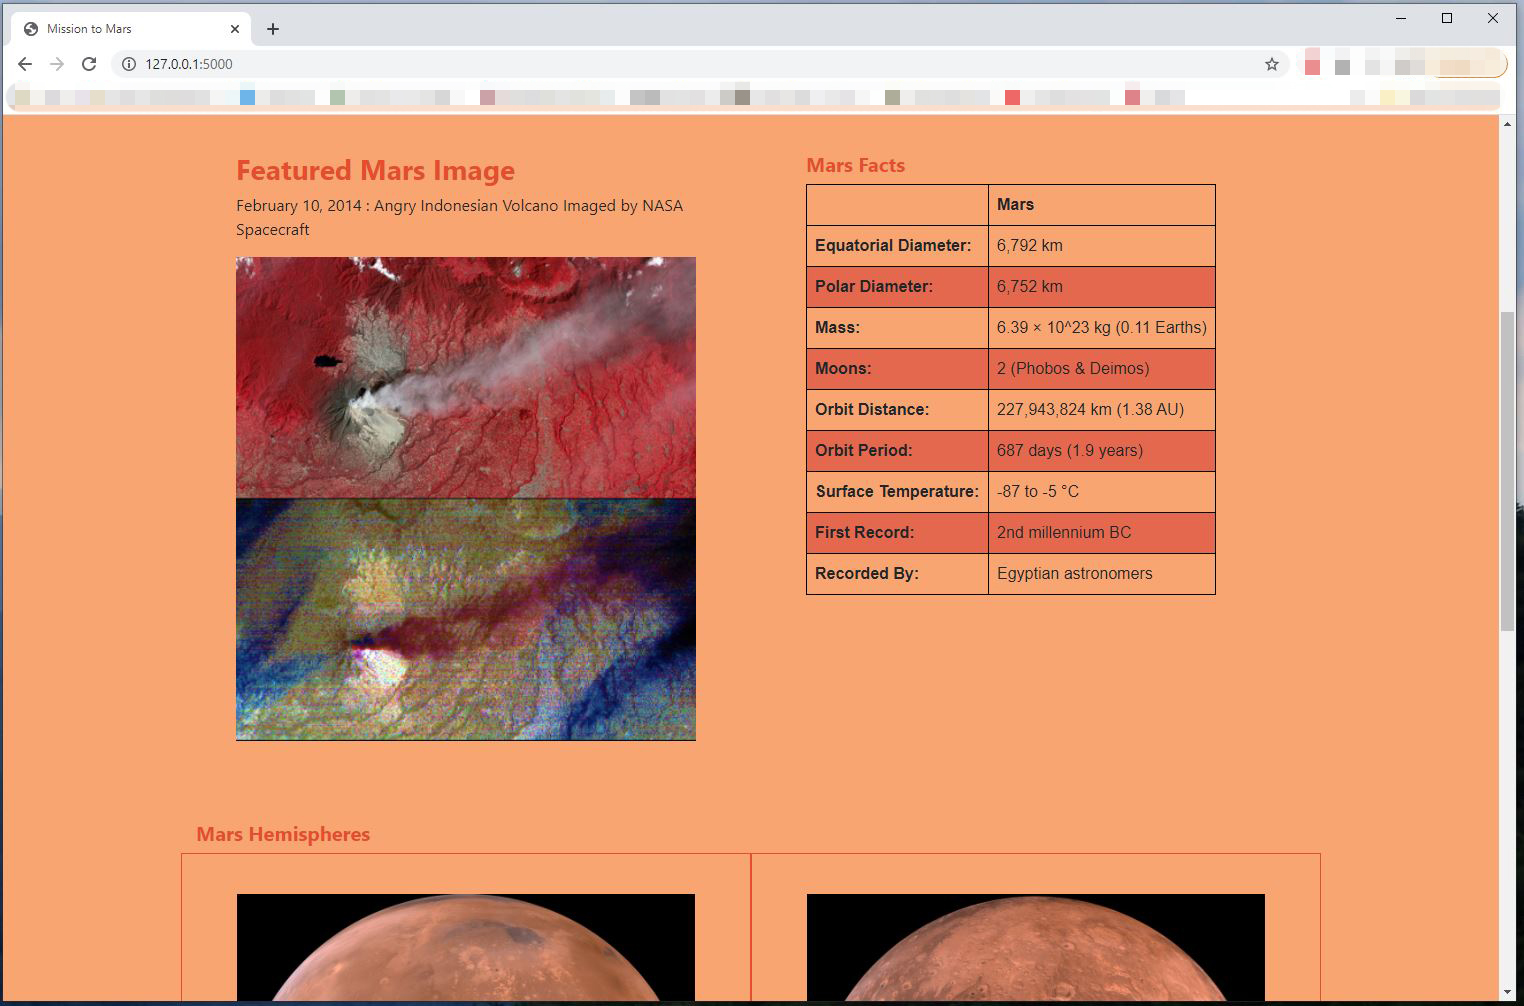 Mission to Mars
127.0.0.1:5000
Featured Mars Image
February 10, 2014 : Angry Indonesian Volcano Imaged by NASA
Spacecraft
Mars Facts
Mars
Equatorial Diameter: 6,792 km
Polar Diameter: 6,752 km
Mass: 6.39 × 10^23 kg (0.11 Earths)
Moons: 2 (Phobos & Deimos)
Orbit Distance: 227,943,824 km (1.38 AU)
Orbit Period: 687 days (1.9 years)
Surface Temperature: -87 to -5 °C
First Record: 2nd millennium BC
Recorded By: Egyptian astronomers
Mars Hemispheres